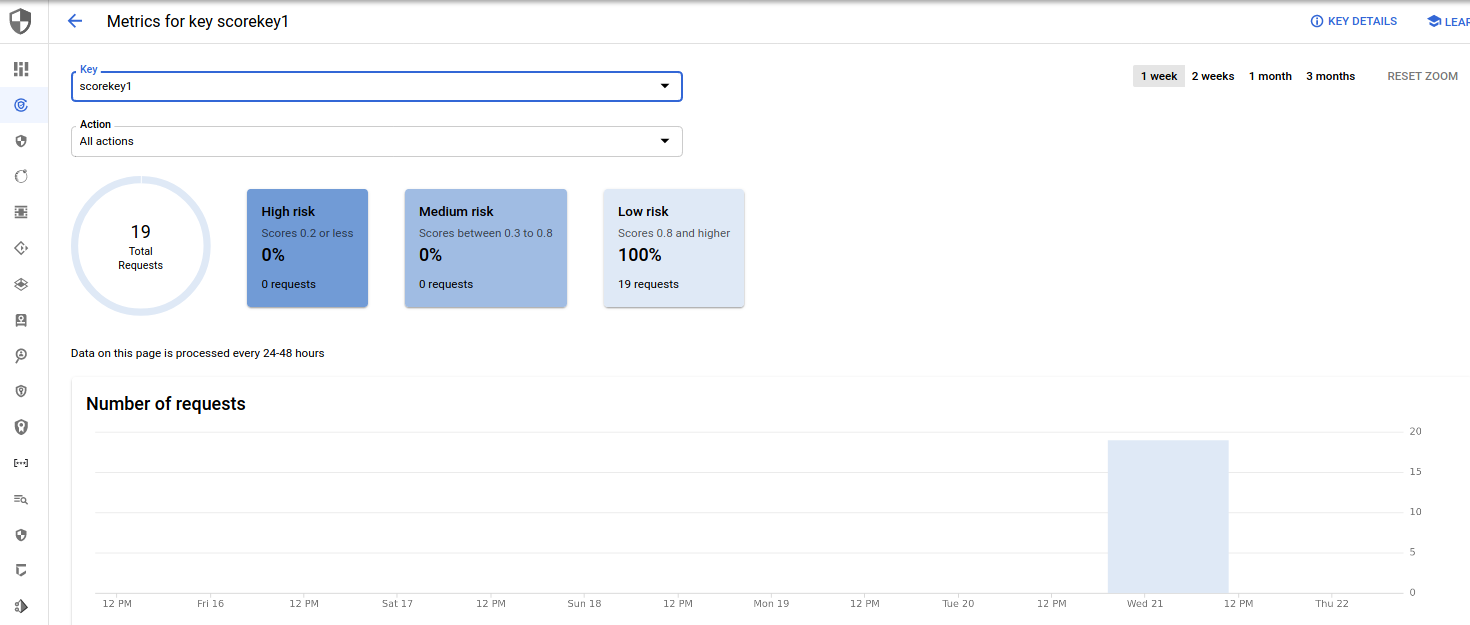 Metrics for key scorekey1
KEY DETAILS
LEAR
Key
scorekey1
1 week 2 weeks 1 month 3 months RESET ZOOM
Action
All actions
19
Total
Requests
High risk
Scores 0.2 or less
0%
0 requests
Medium risk
Scores between 0.3 to 0.8
0%
0 requests
Low risk
Scores 0.8 and higher
100%
19 requests
Data on this page is processed every 24-48 hours
Number of requests
20
15
10
5
0
12 PM Fri 16 12 PM Sat 17 12 PM Sun 18 12 PM Mon 19 12 PM Tue 20 12 PM Wed 21 12 PM Thu 22